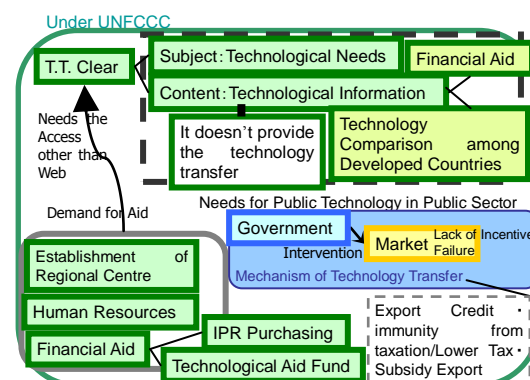 Under UNFCCC
T.T. Clear
Subject:Technological Needs
Financial Aid
Content:Technological Information
Needs the
Access
other than
Web
It doesn't provide
the technology
transfer
Technology
Comparison among
Developed Countries
Demand for Aid
Needs for Public Technology in Public Sector
Government
Intervention
Market
Lack of Incentive
Failure
Mechanism of Technology Transfer
Establishment of
Regional Centre
Human Resources
Financial Aid
IPR Purchasing
Technological Aid Fund
Export Credit・
immunity from
taxation/Lower Tax・
Subsidy Export